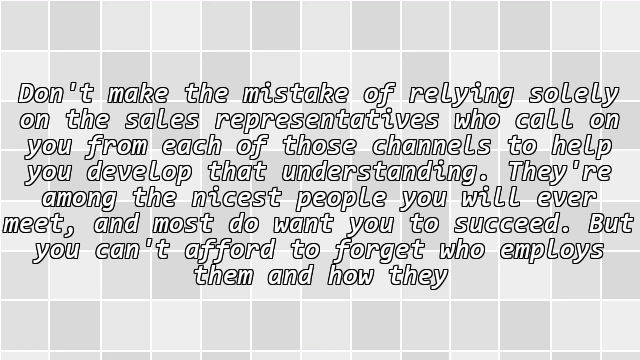 Don't make the mistake of relying solely
on the sales representatives who call on
you from each of those channels to help
you develop that understanding. They're
among the nicest people you will ever
meet, and most do want you to succeed. But
you can't afford to forget who employs
them and how they